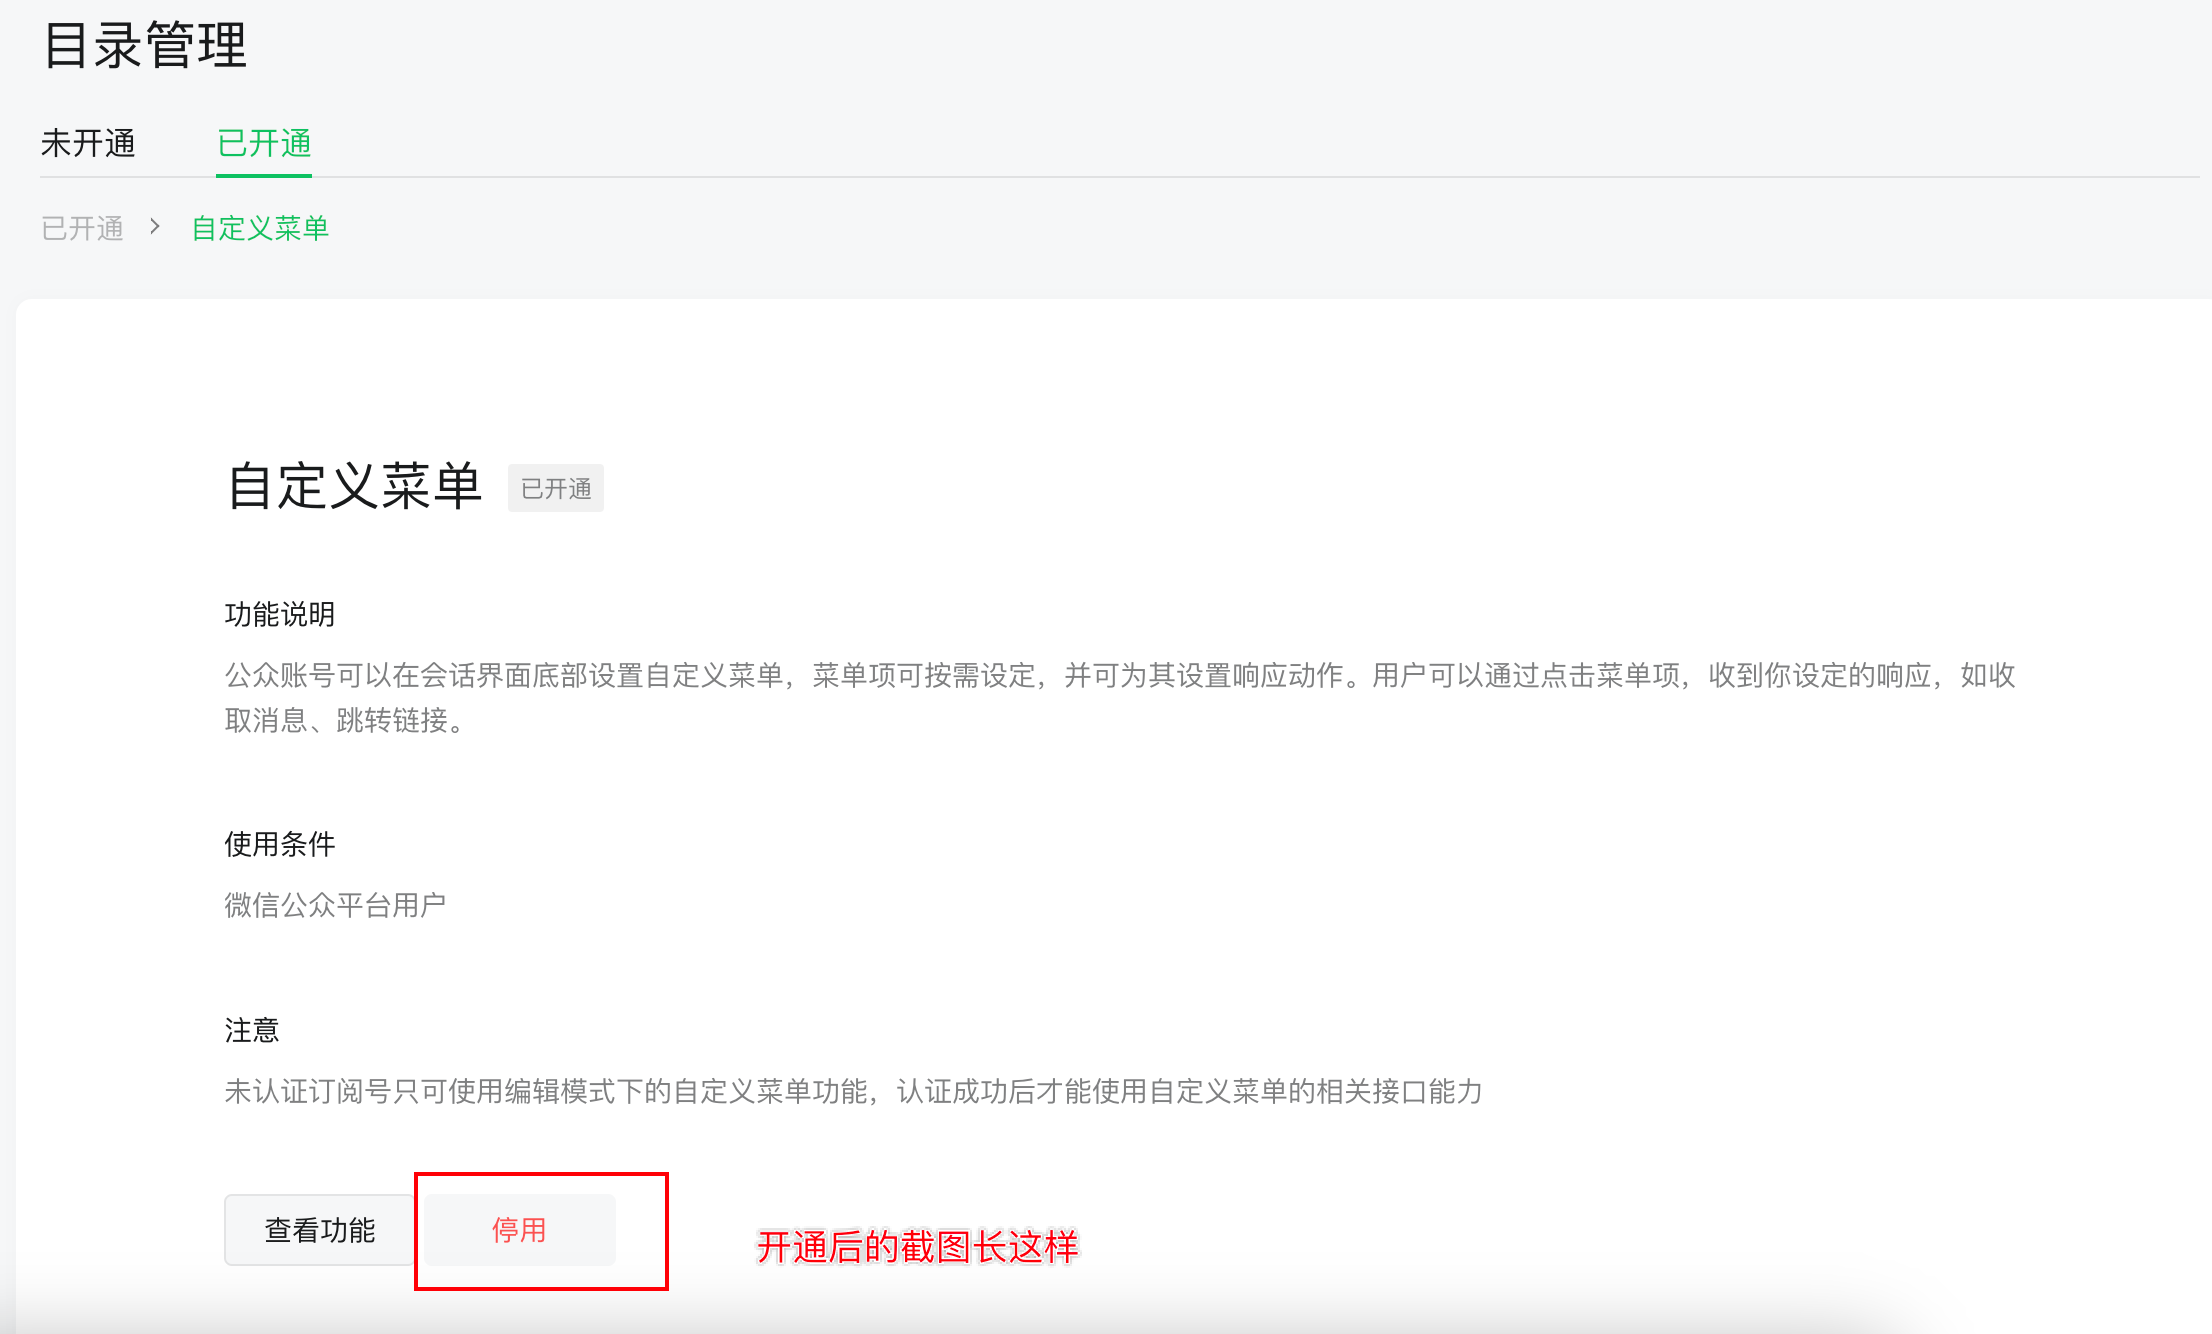 目录管理
未开通 已开通
已开通 > 自定义菜单
自定义菜单 已开通
功能说明
公众账号可以在会话界面底部设置自定义菜单，菜单项可按需设定，并可为其设置响应动作。用户可以通过点击菜单项，收到你设定的响应，如收
取消息、跳转链接。
使用条件
微信公众平台用户
注意
未认证订阅号只可使用编辑模式下的自定义菜单功能，认证成功后才能使用自定义菜单的相关接口能力
查看功能 停用 开通后的截图长这样